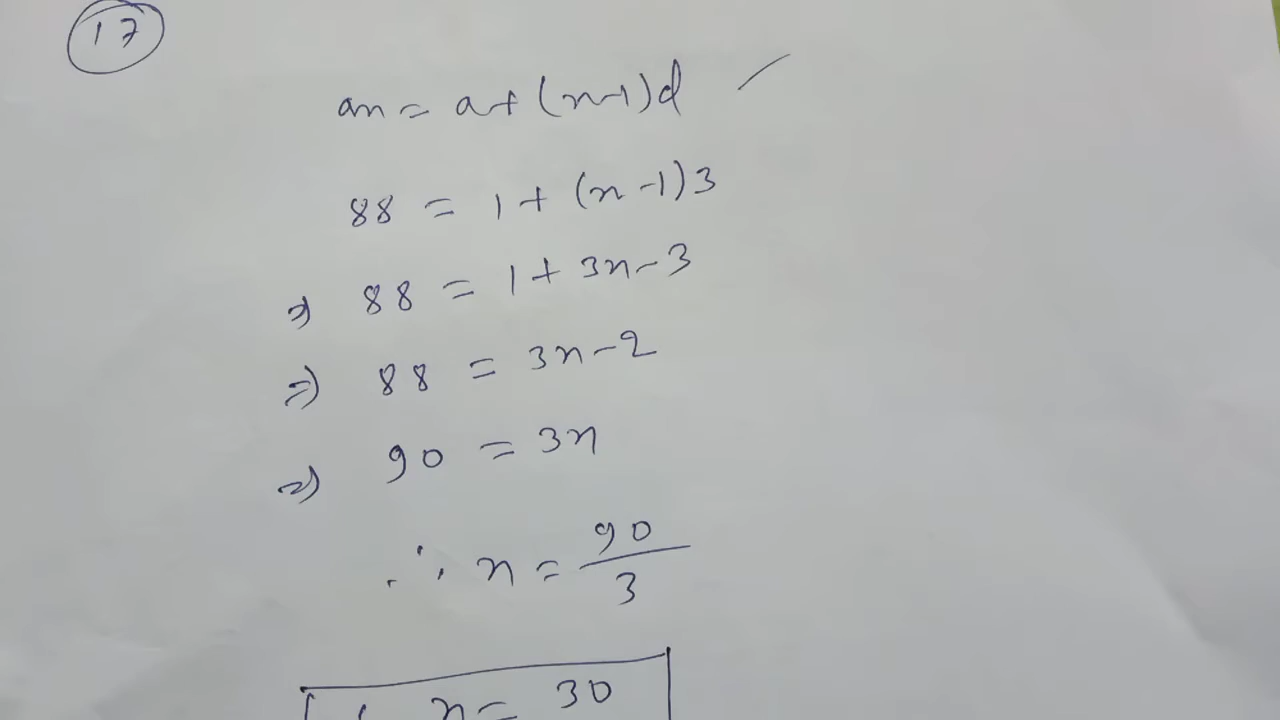 17
an = a + (n-1)d
88 = 1 + (n-1)3
⇒ 88 = 1 + 3n - 3
⇒ 88 = 3n - 2
⇒ 90 = 3n
∴ n = 90/3
n = 30